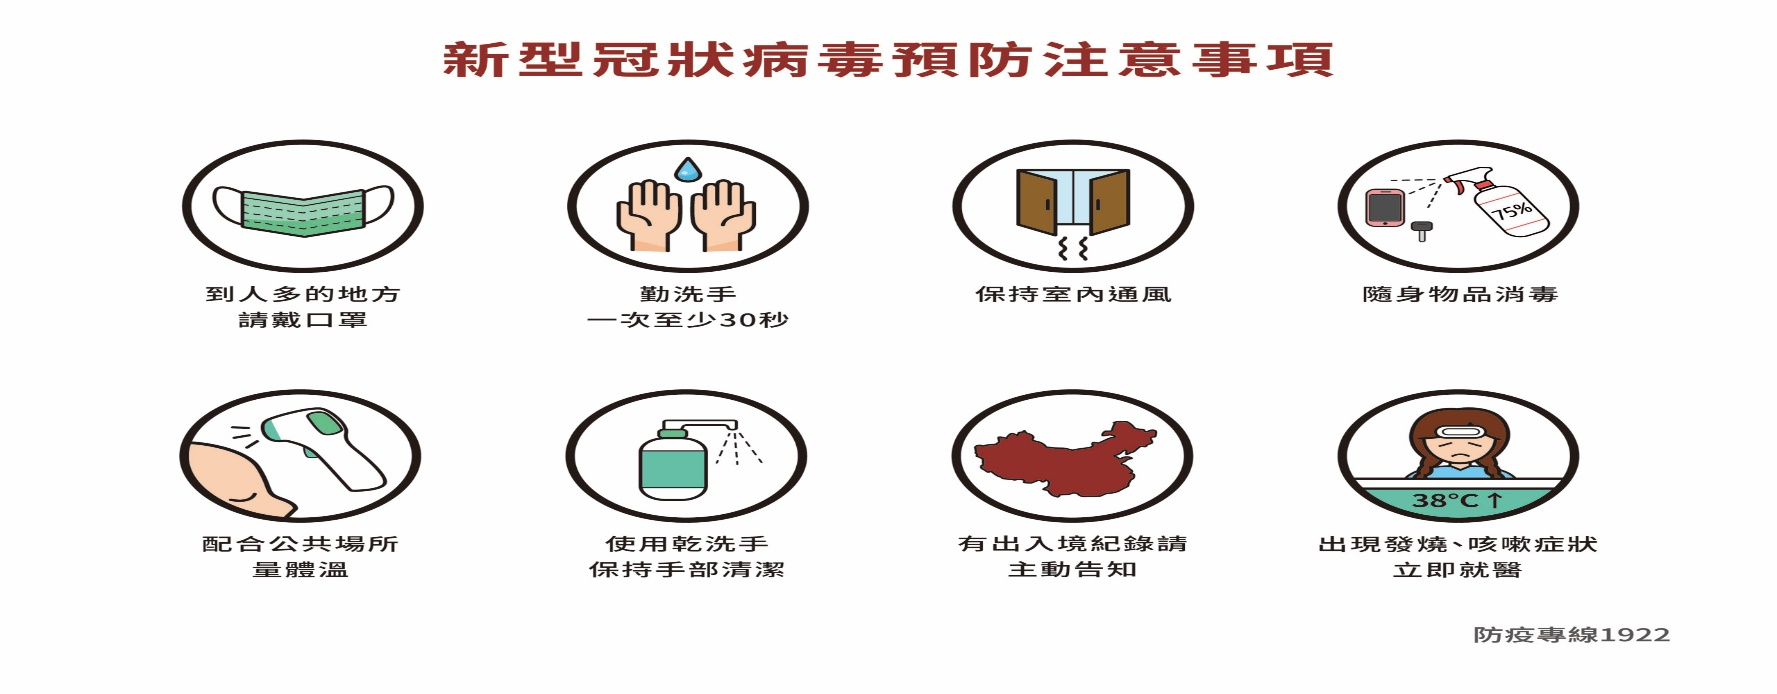 新型冠狀病毒預防注意事項
75%
到人多的地方
請戴口罩
勤洗手
一次至少30秒
保持室內通風
隨身物品消毒
38°C↑
配合公共場所
量體溫
使用乾洗手
保持手部清潔
有出入境紀錄請
主動告知
出現發燒、咳嗽症狀
立即就醫
防疫專線1922